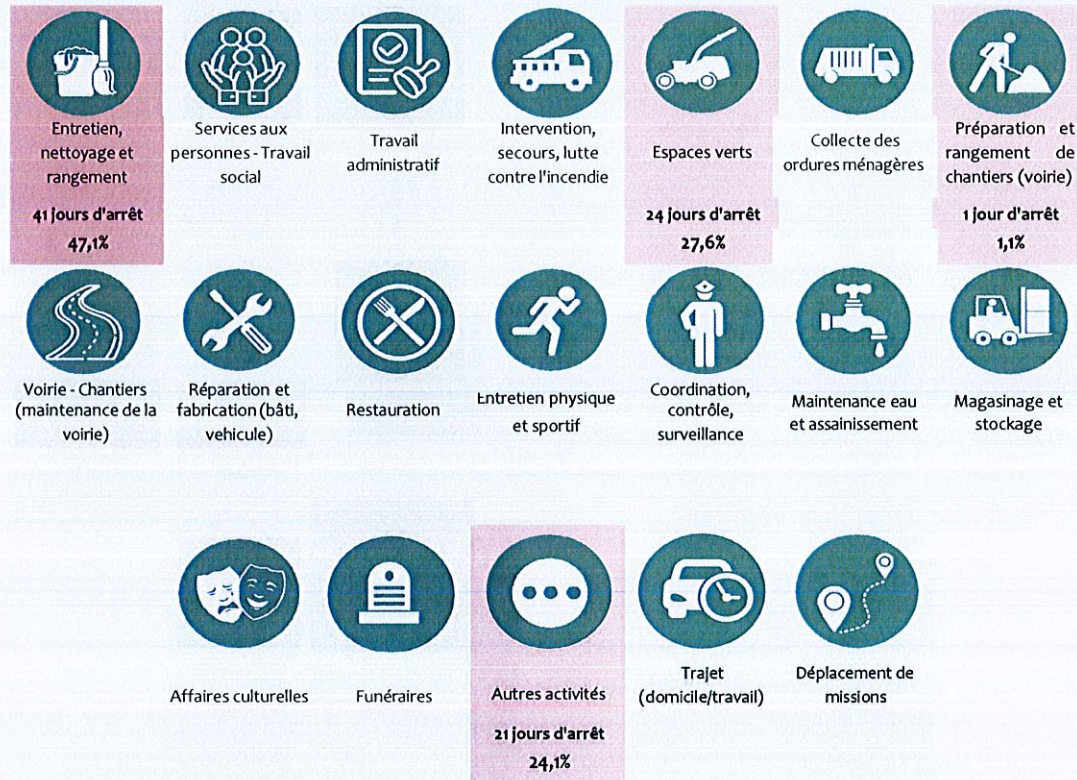 Entretien,
nettoyage et
rangement
41 jours d'arrêt
47,1%
Services aux
personnes - Travail
social
Travail
administratif
Intervention,
secours, lutte
contre l'incendie
Espaces verts
24 jours d'arrêt
27,6%
Collecte des
ordures ménagères
Préparation et
rangement de
chantiers (voirie)
1 jour d'arrêt
1,1%
Voirie - Chantiers
(maintenance de la
voirie)
Réparation et
fabrication (bâti,
vehicule)
Restauration
Entretien physique
et sportif
Coordination,
contrôle,
surveillance
Maintenance eau
et assainissement
Magasinage et
stockage
Affaires culturelles
Funéraires
Autres activités
21 jours d'arrêt
24,1%
Trajet
(domicile/travail)
Déplacement de
missions